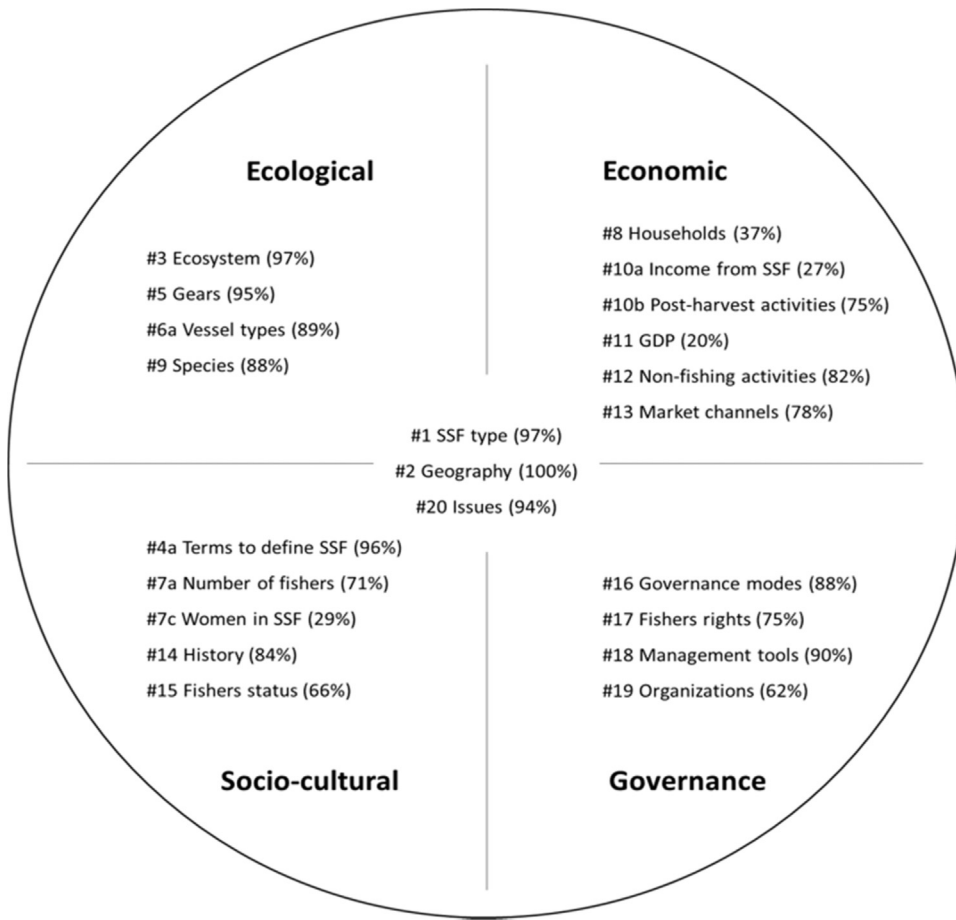 Ecological
#3 Ecosystem (97%)
#5 Gears (95%)
#6a Vessel types (89%)
#9 Species (88%)
Economic
#8 Households (37%)
#10a Income from SSF (27%)
#10b Post-harvest activities (75%)
#11 GDP (20%)
#12 Non-fishing activities (82%)
#13 Market channels (78%)
#1 SSF type (97%)
#2 Geography (100%)
#20 Issues (94%)
#4a Terms to define SSF (96%)
#7a Number of fishers (71%)
#7c Women in SSF (29%)
#14 History (84%)
#15 Fishers status (66%)
Socio-cultural
#16 Governance modes (88%)
#17 Fishers rights (75%)
#18 Management tools (90%)
#19 Organizations (62%)
Governance